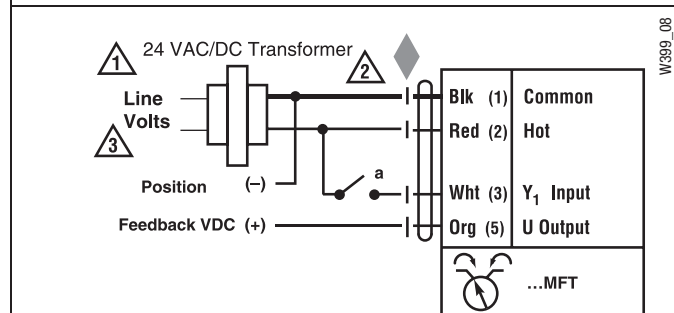 24 VAC/DC Transformer
1
2
W399_08
Line
Volts
3
Blk (1) Common
Red (2) Hot
a
Position (–)
Wht (3) Y₁ Input
Feedback VDC (+)
Org (5) U Output
...MFT